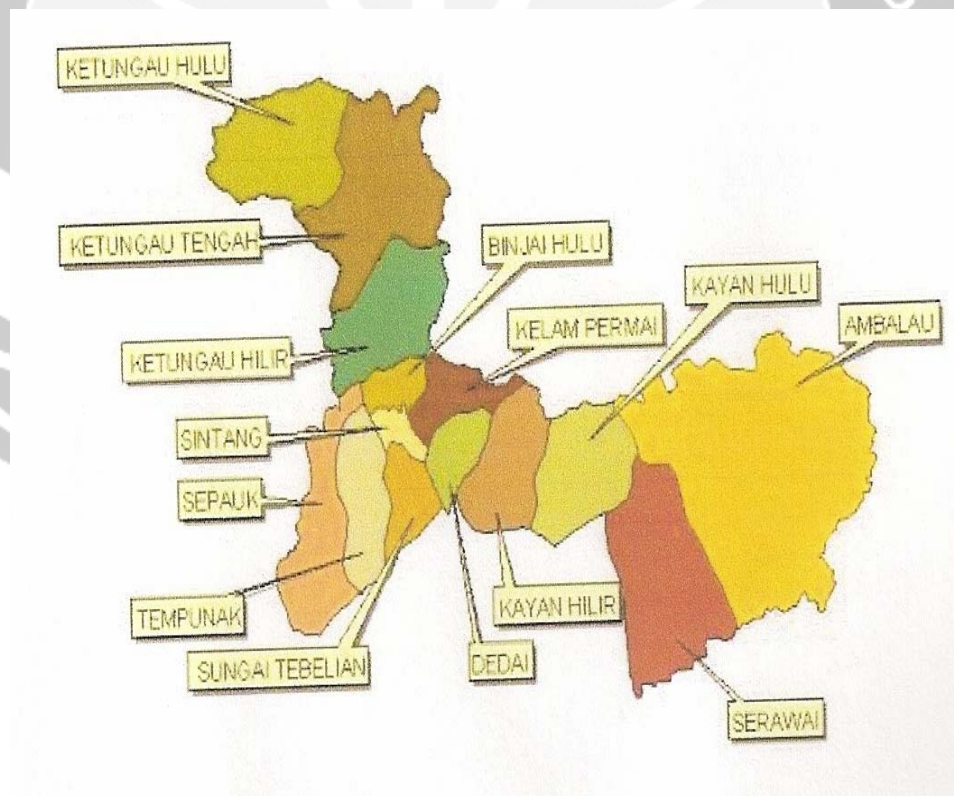 KETUNGAU HULU
KETUNGAU TENGAH
BINJAI HULU
KAYAN HULU
KELAM PERMAI
AMBALAU
KETUNGAU HILIR
SINTANG
SEPAUK
TEMPUNAK
KAYAN HILIR
SUNGAI TEBELIAN
DEDAI
SERAWAI